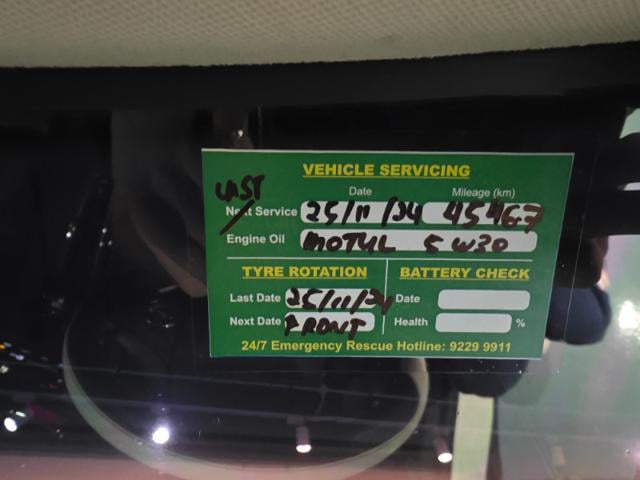 VEHICLE SERVICING
Date Mileage (km)
LAST
Next Service 25/11/24 45467
Engine Oil MOTUL 5W30
TYRE ROTATION BATTERY CHECK
Last Date 25/11/24 Date
Next Date FRONT Health %
24/7 Emergency Rescue Hotline: 9229 9911